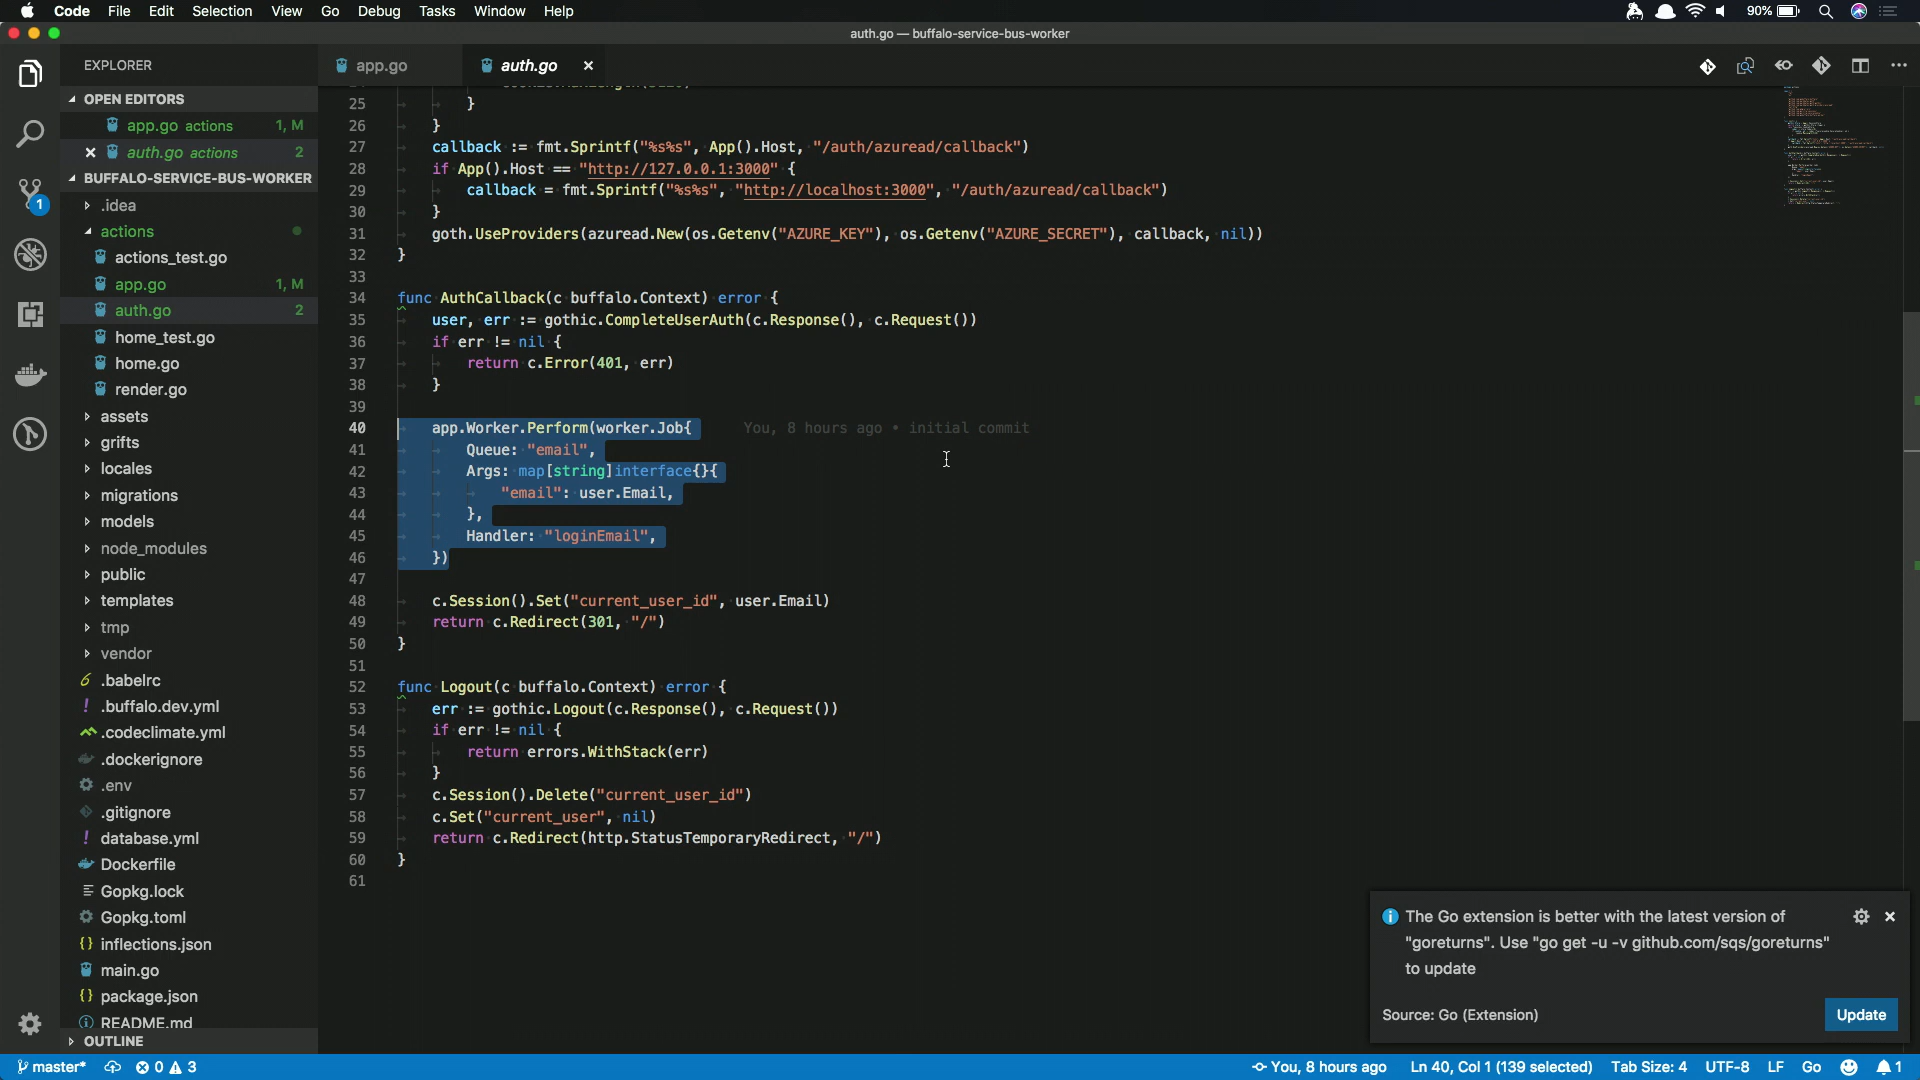 Code File Edit Selection View Go Debug Tasks Window Help
90%
auth.go — buffalo-service-bus-worker
EXPLORER
app.go
auth.go
OPEN EDITORS
app.go actions 1, M
auth.go actions 2
BUFFALO-SERVICE-BUS-WORKER
.idea
actions
actions_test.go
app.go 1, M
auth.go 2
home_test.go
home.go
render.go
assets
grifts
locales
migrations
models
node_modules
public
templates
tmp
vendor
.babelrc
.buffalo.dev.yml
.codeclimate.yml
.dockerignore
.env
.gitignore
database.yml
Dockerfile
Gopkg.lock
Gopkg.toml
inflections.json
main.go
package.json
README.md
OUTLINE
1
25 }
26 }
27 callback := fmt.Sprintf("%s%s", App().Host, "/auth/azuread/callback")
28 if App().Host == "http://127.0.0.1:3000" {
29 callback = fmt.Sprintf("%s%s", "http://localhost:3000", "/auth/azuread/callback")
30 }
31 goth.UseProviders(azuread.New(os.Getenv("AZURE_KEY"), os.Getenv("AZURE_SECRET"), callback, nil))
32 }
33
34 func AuthCallback(c buffalo.Context) error {
35 user, err := gothic.CompleteUserAuth(c.Response(), c.Request())
36 if err != nil {
37 return c.Error(401, err)
38 }
39
40 app.Worker.Perform(worker.Job{ You, 8 hours ago • initial commit
41 Queue: "email",
42 Args: map[string]interface{}{
43 "email": user.Email,
44 },
45 Handler: "loginEmail",
46 })
47
48 c.Session().Set("current_user_id", user.Email)
49 return c.Redirect(301, "/")
50 }
51
52 func Logout(c buffalo.Context) error {
53 err := gothic.Logout(c.Response(), c.Request())
54 if err != nil {
55 return errors.WithStack(err)
56 }
57 c.Session().Delete("current_user_id")
58 c.Set("current_user", nil)
59 return c.Redirect(http.StatusTemporaryRedirect, "/")
60 }
61
The Go extension is better with the latest version of
"goreturns". Use "go get -u -v github.com/sqs/goreturns"
to update
Source: Go (Extension)
Update
master* 0 3 You, 8 hours ago Ln 40, Col 1 (139 selected) Tab Size: 4 UTF-8 LF Go 1